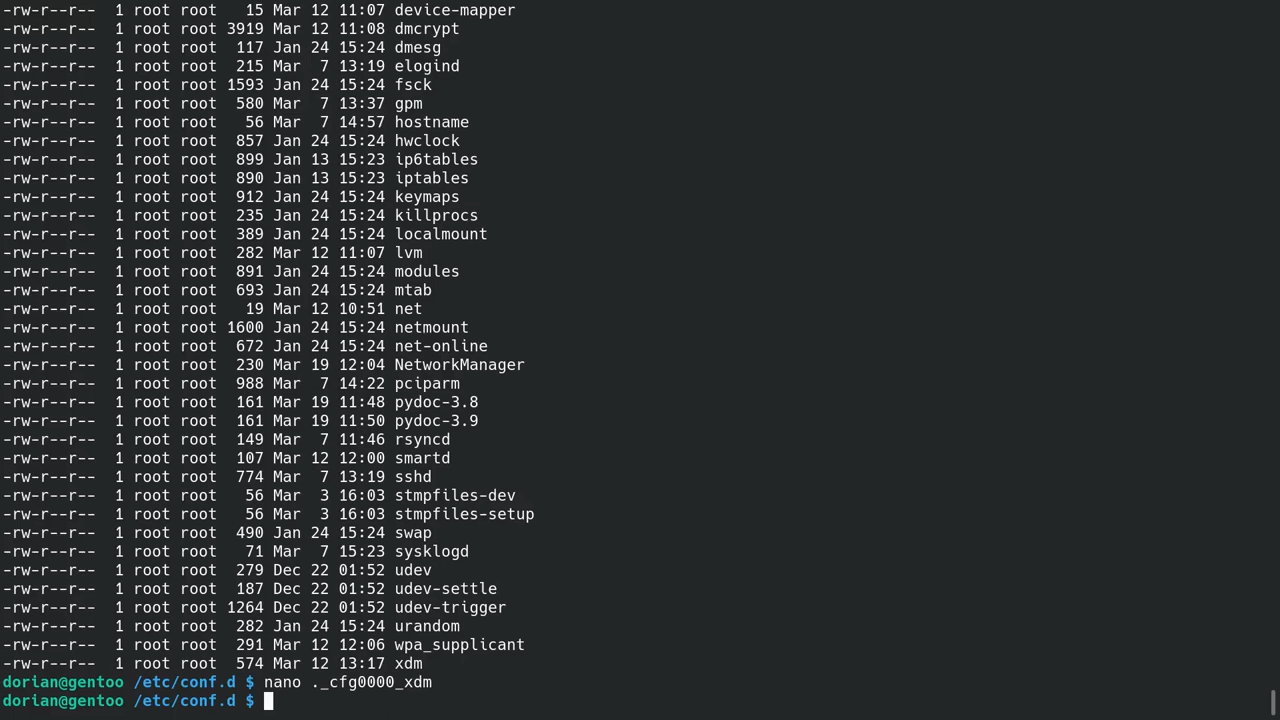 -rw-r--r--  1 root root   15 Mar 12 11:07 device-mapper
-rw-r--r--  1 root root 3919 Mar 12 11:08 dmcrypt
-rw-r--r--  1 root root  117 Jan 24 15:24 dmesg
-rw-r--r--  1 root root  215 Mar  7 13:19 elogind
-rw-r--r--  1 root root 1593 Jan 24 15:24 fsck
-rw-r--r--  1 root root  580 Mar  7 13:37 gpm
-rw-r--r--  1 root root   56 Mar  7 14:57 hostname
-rw-r--r--  1 root root  857 Jan 24 15:24 hwclock
-rw-r--r--  1 root root  899 Jan 13 15:23 ip6tables
-rw-r--r--  1 root root  890 Jan 13 15:23 iptables
-rw-r--r--  1 root root  912 Jan 24 15:24 keymaps
-rw-r--r--  1 root root  235 Jan 24 15:24 killprocs
-rw-r--r--  1 root root  389 Jan 24 15:24 localmount
-rw-r--r--  1 root root  282 Mar 12 11:07 lvm
-rw-r--r--  1 root root  891 Jan 24 15:24 modules
-rw-r--r--  1 root root  693 Jan 24 15:24 mtab
-rw-r--r--  1 root root   19 Mar 12 10:51 net
-rw-r--r--  1 root root 1600 Jan 24 15:24 netmount
-rw-r--r--  1 root root  672 Jan 24 15:24 net-online
-rw-r--r--  1 root root  230 Mar 19 12:04 NetworkManager
-rw-r--r--  1 root root  988 Mar  7 14:22 pciparm
-rw-r--r--  1 root root  161 Mar 19 11:48 pydoc-3.8
-rw-r--r--  1 root root  161 Mar 19 11:50 pydoc-3.9
-rw-r--r--  1 root root  149 Mar  7 11:46 rsyncd
-rw-r--r--  1 root root  107 Mar 12 12:00 smartd
-rw-r--r--  1 root root  774 Mar  7 13:19 sshd
-rw-r--r--  1 root root   56 Mar  3 16:03 stmpfiles-dev
-rw-r--r--  1 root root   56 Mar  3 16:03 stmpfiles-setup
-rw-r--r--  1 root root  490 Jan 24 15:24 swap
-rw-r--r--  1 root root   71 Mar  7 15:23 sysklogd
-rw-r--r--  1 root root  279 Dec 22 01:52 udev
-rw-r--r--  1 root root  187 Dec 22 01:52 udev-settle
-rw-r--r--  1 root root 1264 Dec 22 01:52 udev-trigger
-rw-r--r--  1 root root  282 Jan 24 15:24 urandom
-rw-r--r--  1 root root  291 Mar 12 12:06 wpa_supplicant
-rw-r--r--  1 root root  574 Mar 12 13:17 xdm
dorian@gentoo /etc/conf.d $ nano ._cfg0000_xdm
dorian@gentoo /etc/conf.d $